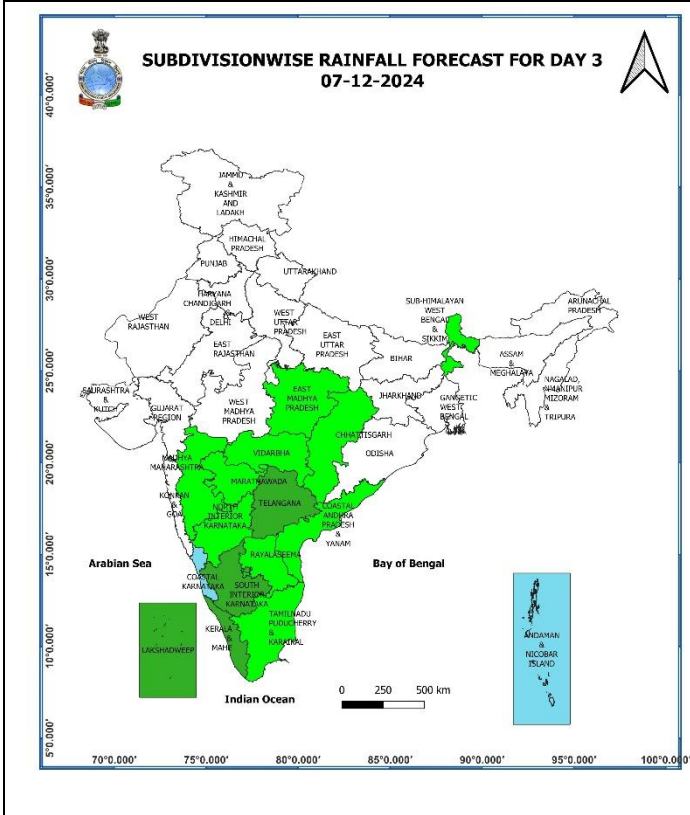 SUBDIVISIONWISE RAINFALL FORECAST FOR DAY 3
07-12-2024
40°0.000'
35°0.000'
30°0.000'
25°0.000'
20°0.000'
15°0.000'
10°0.000'
5°0.000'
JAMMU
&
KASHMIR
AND
LADAKH
HIMACHAL
PRADESH
PUNJAB
UTTARAKHAND
HARYANA
CHANDIGARH
&
DELHI
WEST
RAJASTHAN
WEST
UTTAR
PRADESH
EAST
RAJASTHAN
EAST
UTTAR
PRADESH
SUB-HIMALAYAN
WEST
BENGAL
&
SIKKIM
ARUNACHAL
PRADESH
BIHAR
ASSAM
&
MEGHALAYA
SAURASHTRA
&
KUTCH
GUJARAT
REGION
WEST
MADHYA
PRADESH
EAST
MADHYA
PRADESH
JHARKHAND
GANGETIC
WEST
BENGAL
MIZORAM
&
TRIPURA
CHHATTISGARH
ODISHA
VIDARBHA
MADHYA
MAHARASHTRA
MARATHAWADA
TELANGANA
KONKAN
&
GOA
NORTH
INTERIOR
KARNATAKA
COASTAL
ANDHRA
PRADESH
&
YANAM
RAYALASEEMA
Arabian Sea
Bay of Bengal
COASTAL
KARNATAKA
SOUTH
INTERIOR
KARNATAKA
TAMILNADU
PUDUCHERRY
&
KARAIKAL
KERALA
&
MAHE
LAKSHADWEEP
ANDAMAN
&
NICOBAR
ISLAND
Indian Ocean
0 250 500 km
70°0.000' 75°0.000' 80°0.000' 85°0.000' 90°0.000' 95°0.000' 100°0.000'